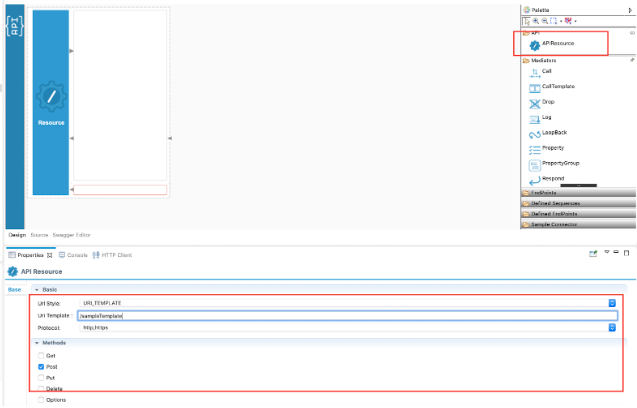 Palette
API
API
APIResource
Mediators
Call
CallTemplate
Drop
Log
LoopBack
Property
PropertyGroup
Respond
EndPoints
Defined Sequences
Defined EndPoints
Sample Connector
Resource
Design Source Swagger Editor
Properties Console HTTP Client
API Resource
Base
Basic
Url Style: URI_TEMPLATE
Uri Template : /sampleTemplate
Protocol: http,https
Methods
Get
Post
Put
Delete
Options